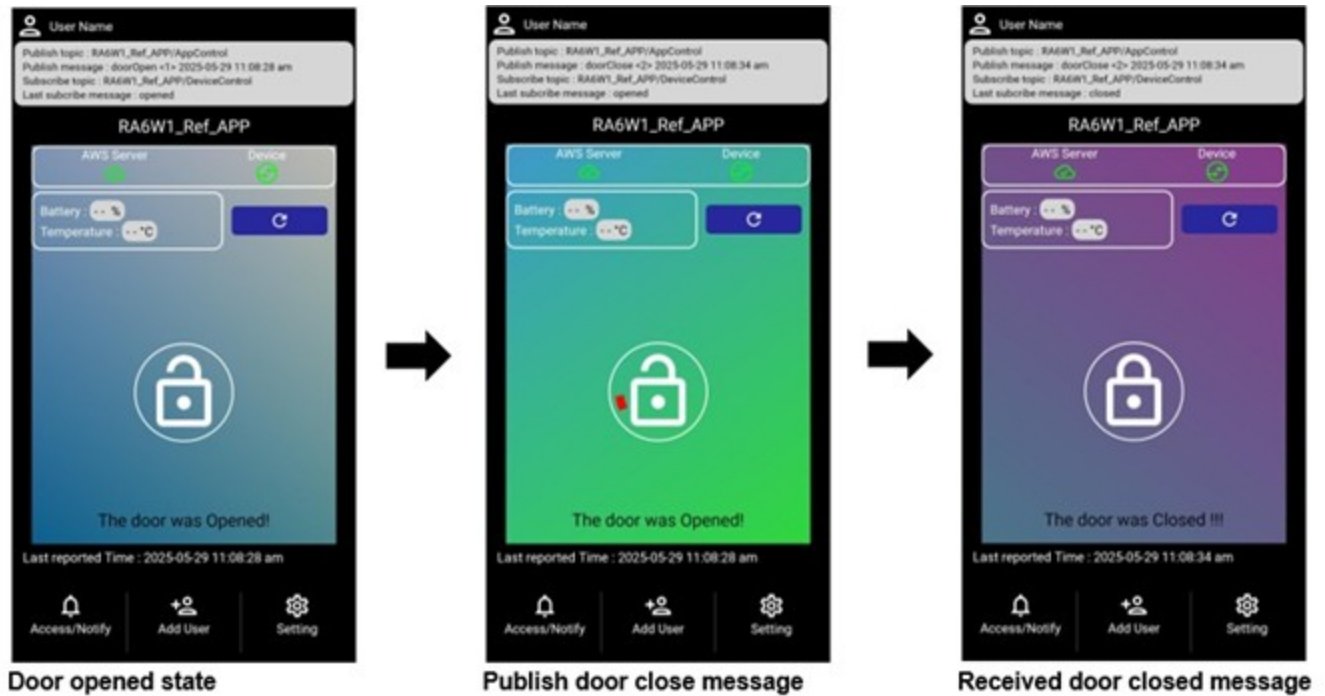 User Name
Publish topic : RA6W1_Ref_APP/AppControl
Publish message : doorOpen <1> 2025-05-29 11:08:28 am
Subscribe topic : RA6W1_Ref_APP/DeviceControl
Last subcribe message : opened
RA6W1_Ref_APP
AWS Server
Device
Battery : -- %
Temperature : -- °C
The door was Opened!
Last reported Time : 2025-05-29 11:08:28 am
Access/Notify
Add User
Setting
Door opened state
User Name
Publish topic : RA6W1_Ref_APP/AppControl
Publish message : doorClose <2> 2025-05-29 11:08:34 am
Subscribe topic : RA6W1_Ref_APP/DeviceControl
Last subcribe message : opened
RA6W1_Ref_APP
AWS Server
Device
Battery : -- %
Temperature : -- °C
The door was Opened!
Last reported Time : 2025-05-29 11:08:28 am
Access/Notify
Add User
Setting
Publish door close message
User Name
Publish topic : RA6W1_Ref_APP/AppControl
Publish message : doorClose <2> 2025-05-29 11:08:34 am
Subscribe topic : RA6W1_Ref_APP/DeviceControl
Last subcribe message : closed
RA6W1_Ref_APP
AWS Server
Device
Battery : -- %
Temperature : -- °C
The door was Closed !!!
Last reported Time : 2025-05-29 11:08:34 am
Access/Notify
Add User
Setting
Received door closed message